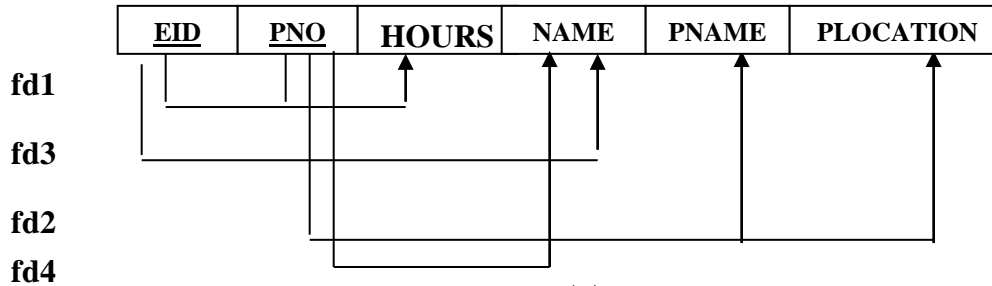 EID PNO HOURS NAME PNAME PLOCATION
fd1
fd3
fd2
fd4